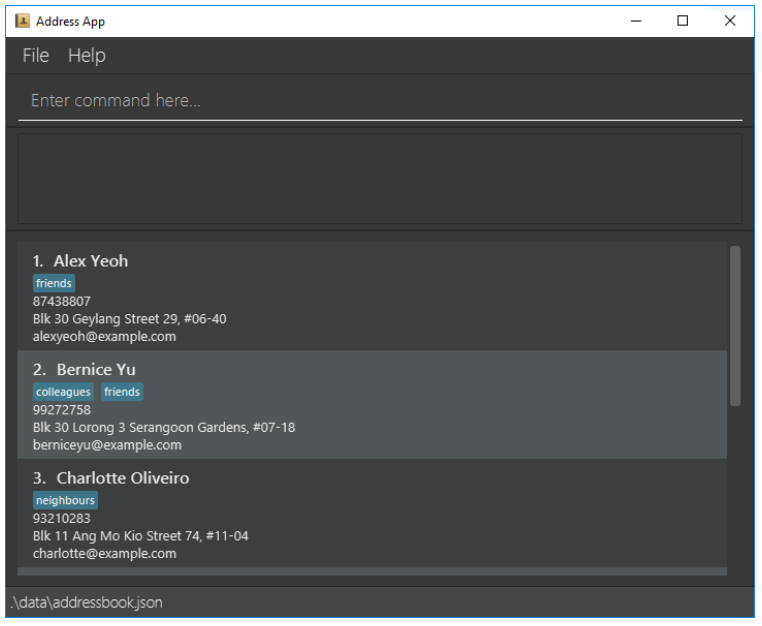 Address App
File Help
Enter command here...
1. Alex Yeoh
friends
87438807
Blk 30 Geylang Street 29, #06-40
alexyeoh@example.com
2. Bernice Yu
colleagues friends
99272758
Blk 30 Lorong 3 Serangoon Gardens, #07-18
berniceyu@example.com
3. Charlotte Oliveiro
neighbours
93210283
Blk 11 Ang Mo Kio Street 74, #11-04
charlotte@example.com
.\data\addressbook.json